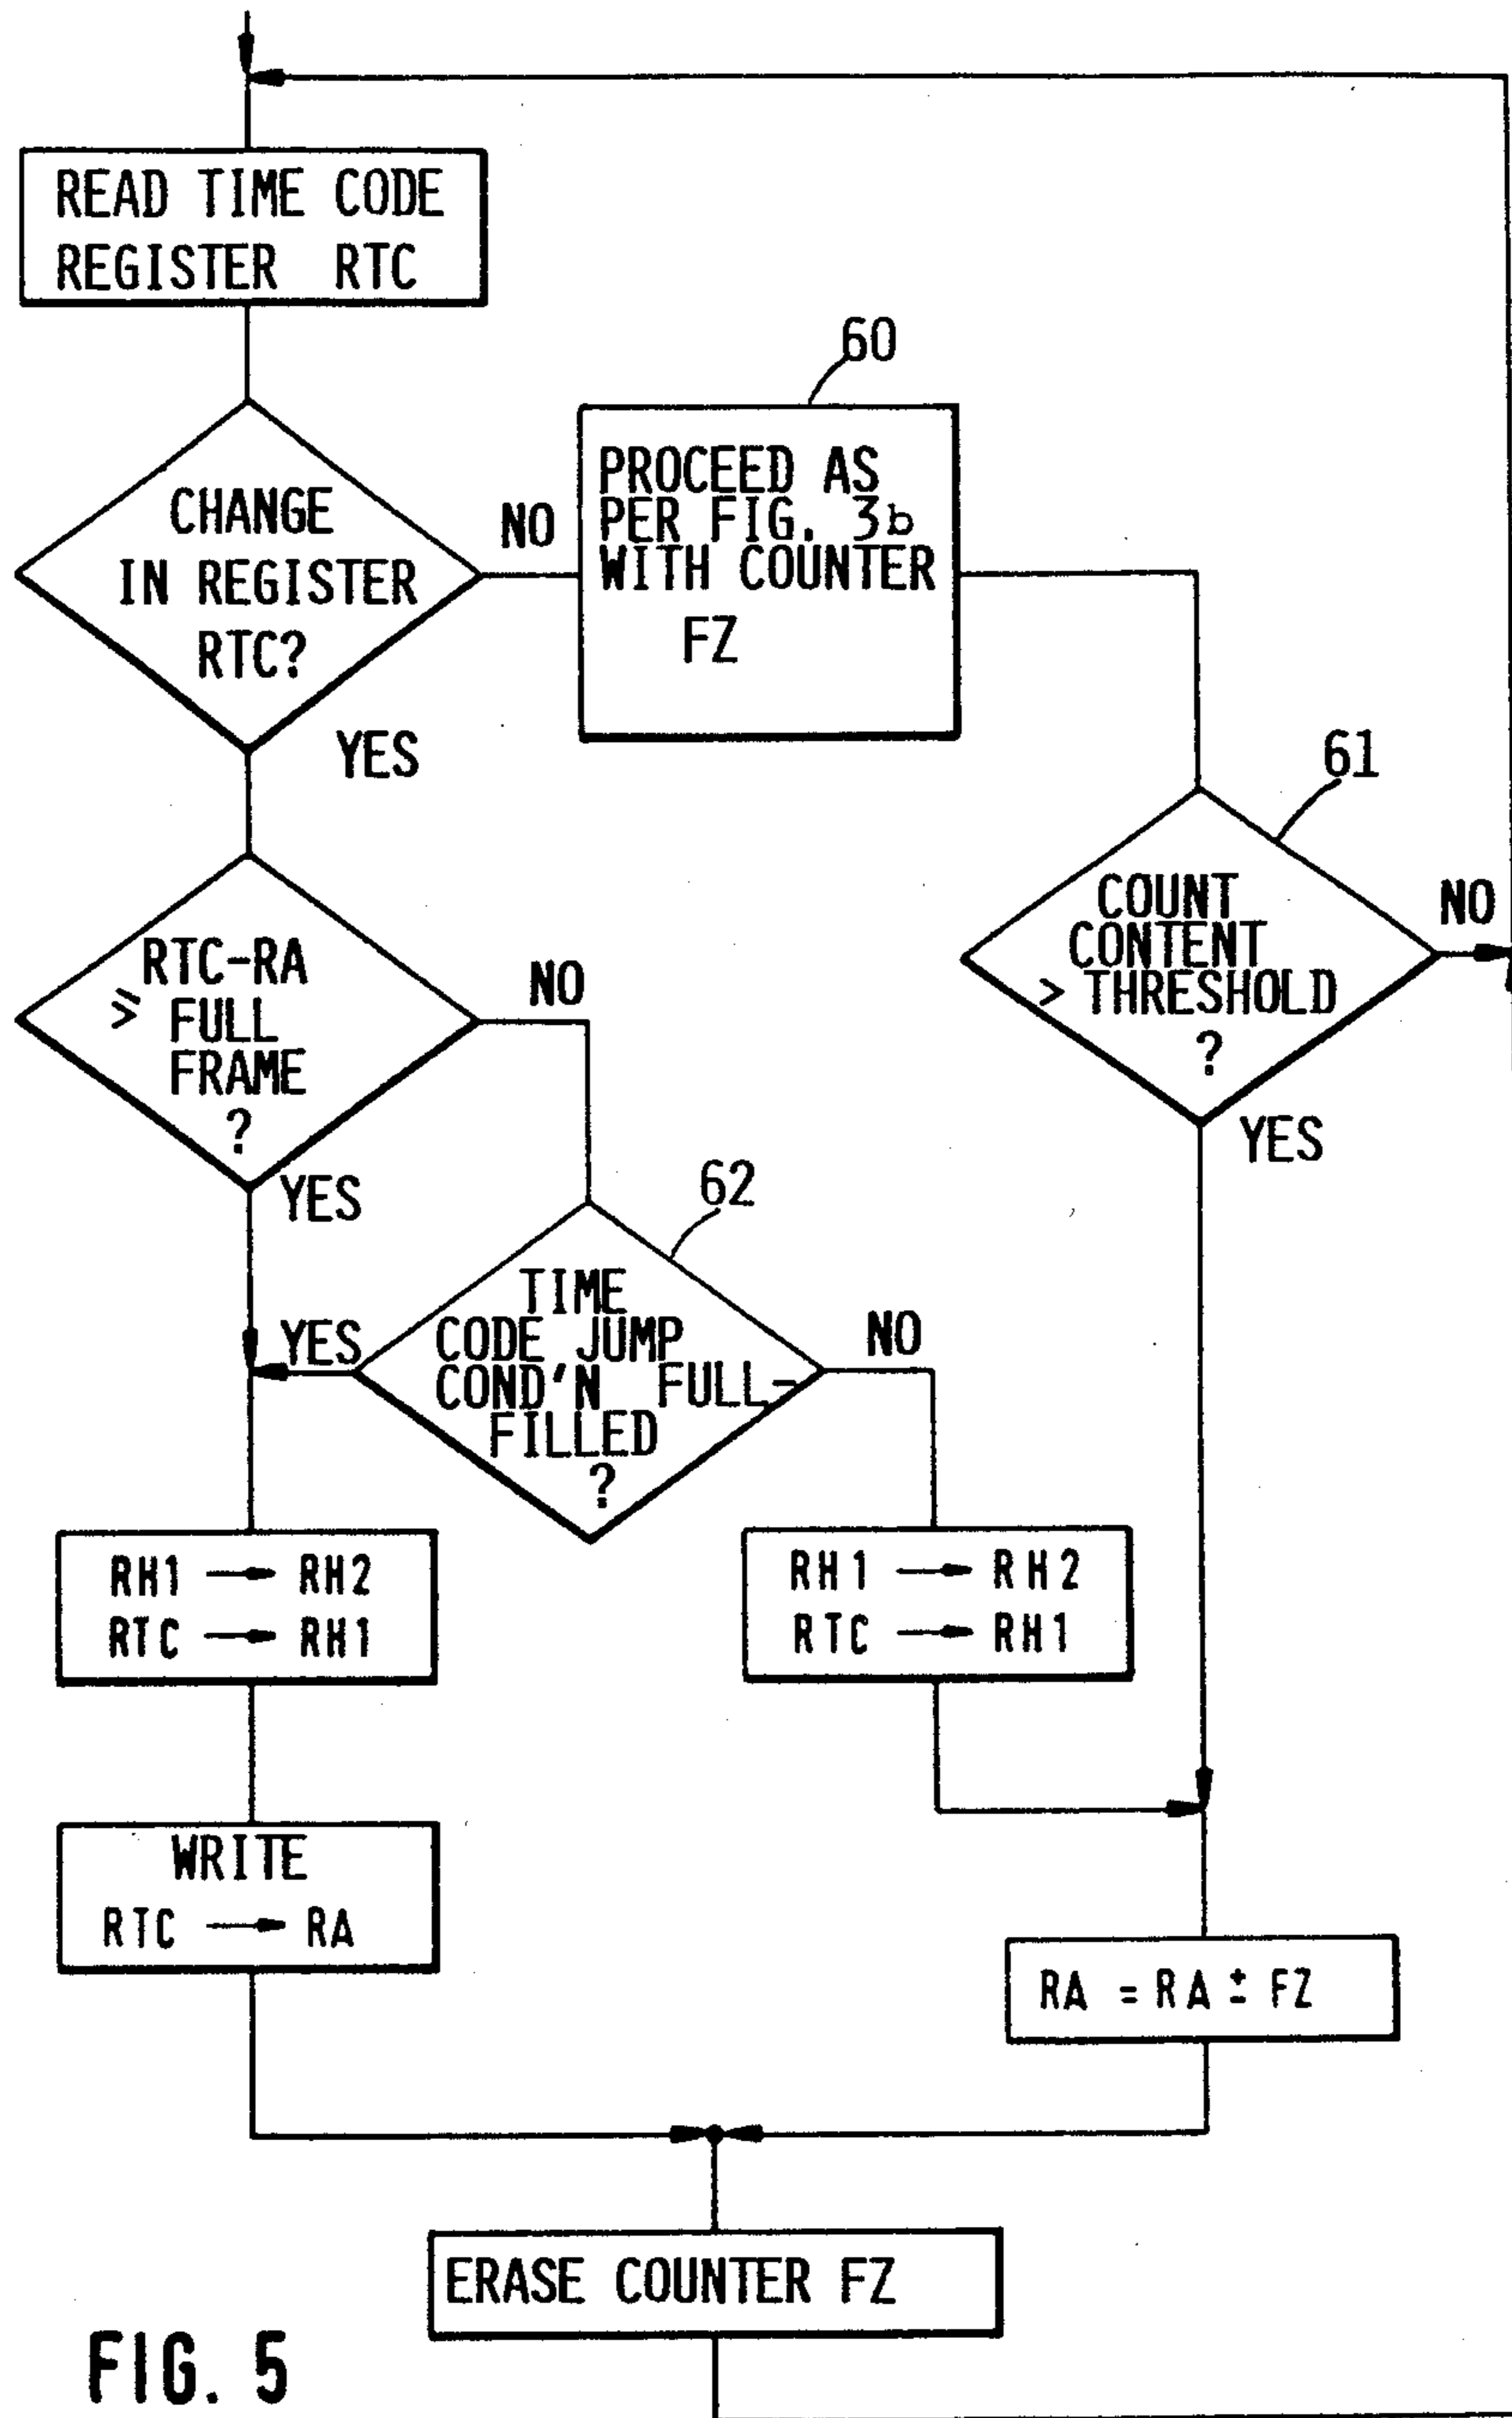 READ TIME CODE
REGISTER RTC
CHANGE
IN REGISTER
RTC?
NO
YES
60
PROCEED AS
PER FIG. 3b
WITH COUNTER
FZ
61
COUNT
CONTENT
> THRESHOLD
?
NO
YES
RTC-RA
⩾ FULL
FRAME
?
NO
YES
62
TIME
CODE JUMP
COND'N FULL-
FILLED
?
YES
NO
RH1 → RH2
RTC → RH1
RH1 → RH2
RTC → RH1
WRITE
RTC → RA
RA = RA ± FZ
ERASE COUNTER FZ
FIG. 5